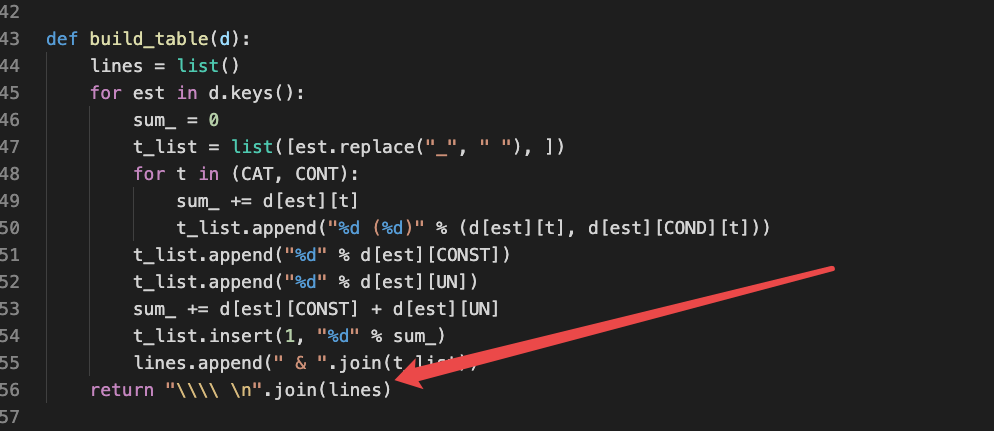 42
43 def build_table(d):
44     lines = list()
45     for est in d.keys():
46         sum_ = 0
47         t_list = list([est.replace("_", " "), ])
48         for t in (CAT, CONT):
49             sum_ += d[est][t]
50             t_list.append("%d (%d)" % (d[est][t], d[est][COND][t]))
51         t_list.append("%d" % d[est][CONST])
52         t_list.append("%d" % d[est][UN])
53         sum_ += d[est][CONST] + d[est][UN]
54         t_list.insert(1, "%d" % sum_)
55         lines.append(" & ".join(t_list))
56     return "\\\\ \n".join(lines)
57